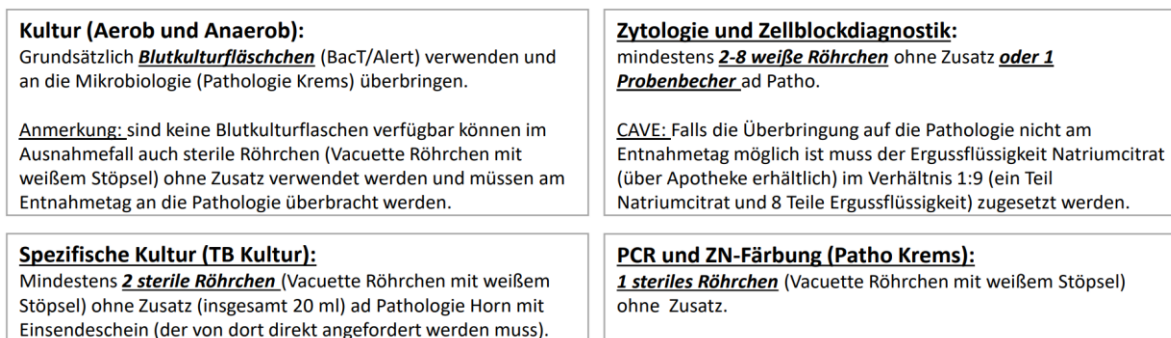 Kultur (Aerob und Anaerob):
Grundsätzlich Blutkulturfläschchen (BacT/Alert) verwenden und
an die Mikrobiologie (Pathologie Krems) überbringen.
Anmerkung: sind keine Blutkulturflaschen verfügbar können im
Ausnahmefall auch sterile Röhrchen (Vacuette Röhrchen mit
weißem Stöpsel) ohne Zusatz verwendet werden und müssen am
Entnahmetag an die Pathologie überbracht werden.
Zytologie und Zellblockdiagnostik:
mindestens 2-8 weiße Röhrchen ohne Zusatz oder 1
Probenbecher ad Patho.
CAVE: Falls die Überbringung auf die Pathologie nicht am
Entnahmetag möglich ist muss der Ergussflüssigkeit Natriumcitrat
(über Apotheke erhältlich) im Verhältnis 1:9 (ein Teil
Natriumcitrat und 8 Teile Ergussflüssigkeit) zugesetzt werden.
Spezifische Kultur (TB Kultur):
Mindestens 2 sterile Röhrchen (Vacuette Röhrchen mit weißem
Stöpsel) ohne Zusatz (insgesamt 20 ml) ad Pathologie Horn mit
Einsendeschein (der von dort direkt angefordert werden muss).
PCR und ZN-Färbung (Patho Krems):
1 steriles Röhrchen (Vacuette Röhrchen mit weißem Stöpsel)
ohne Zusatz.